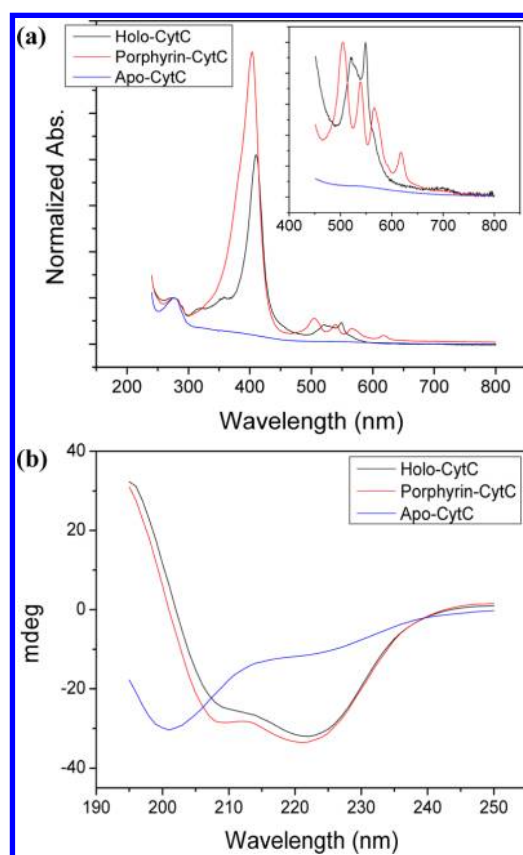 (a)
Holo-CytC
Porphyrin-CytC
Apo-CytC
Normalized Abs.
400 500 600 700 800
200 300 400 500 600 700 800
Wavelength (nm)
(b)
Holo-CytC
Porphyrin-CytC
Apo-CytC
mdeg
40
20
0
-20
-40
190 200 210 220 230 240 250
Wavelength (nm)